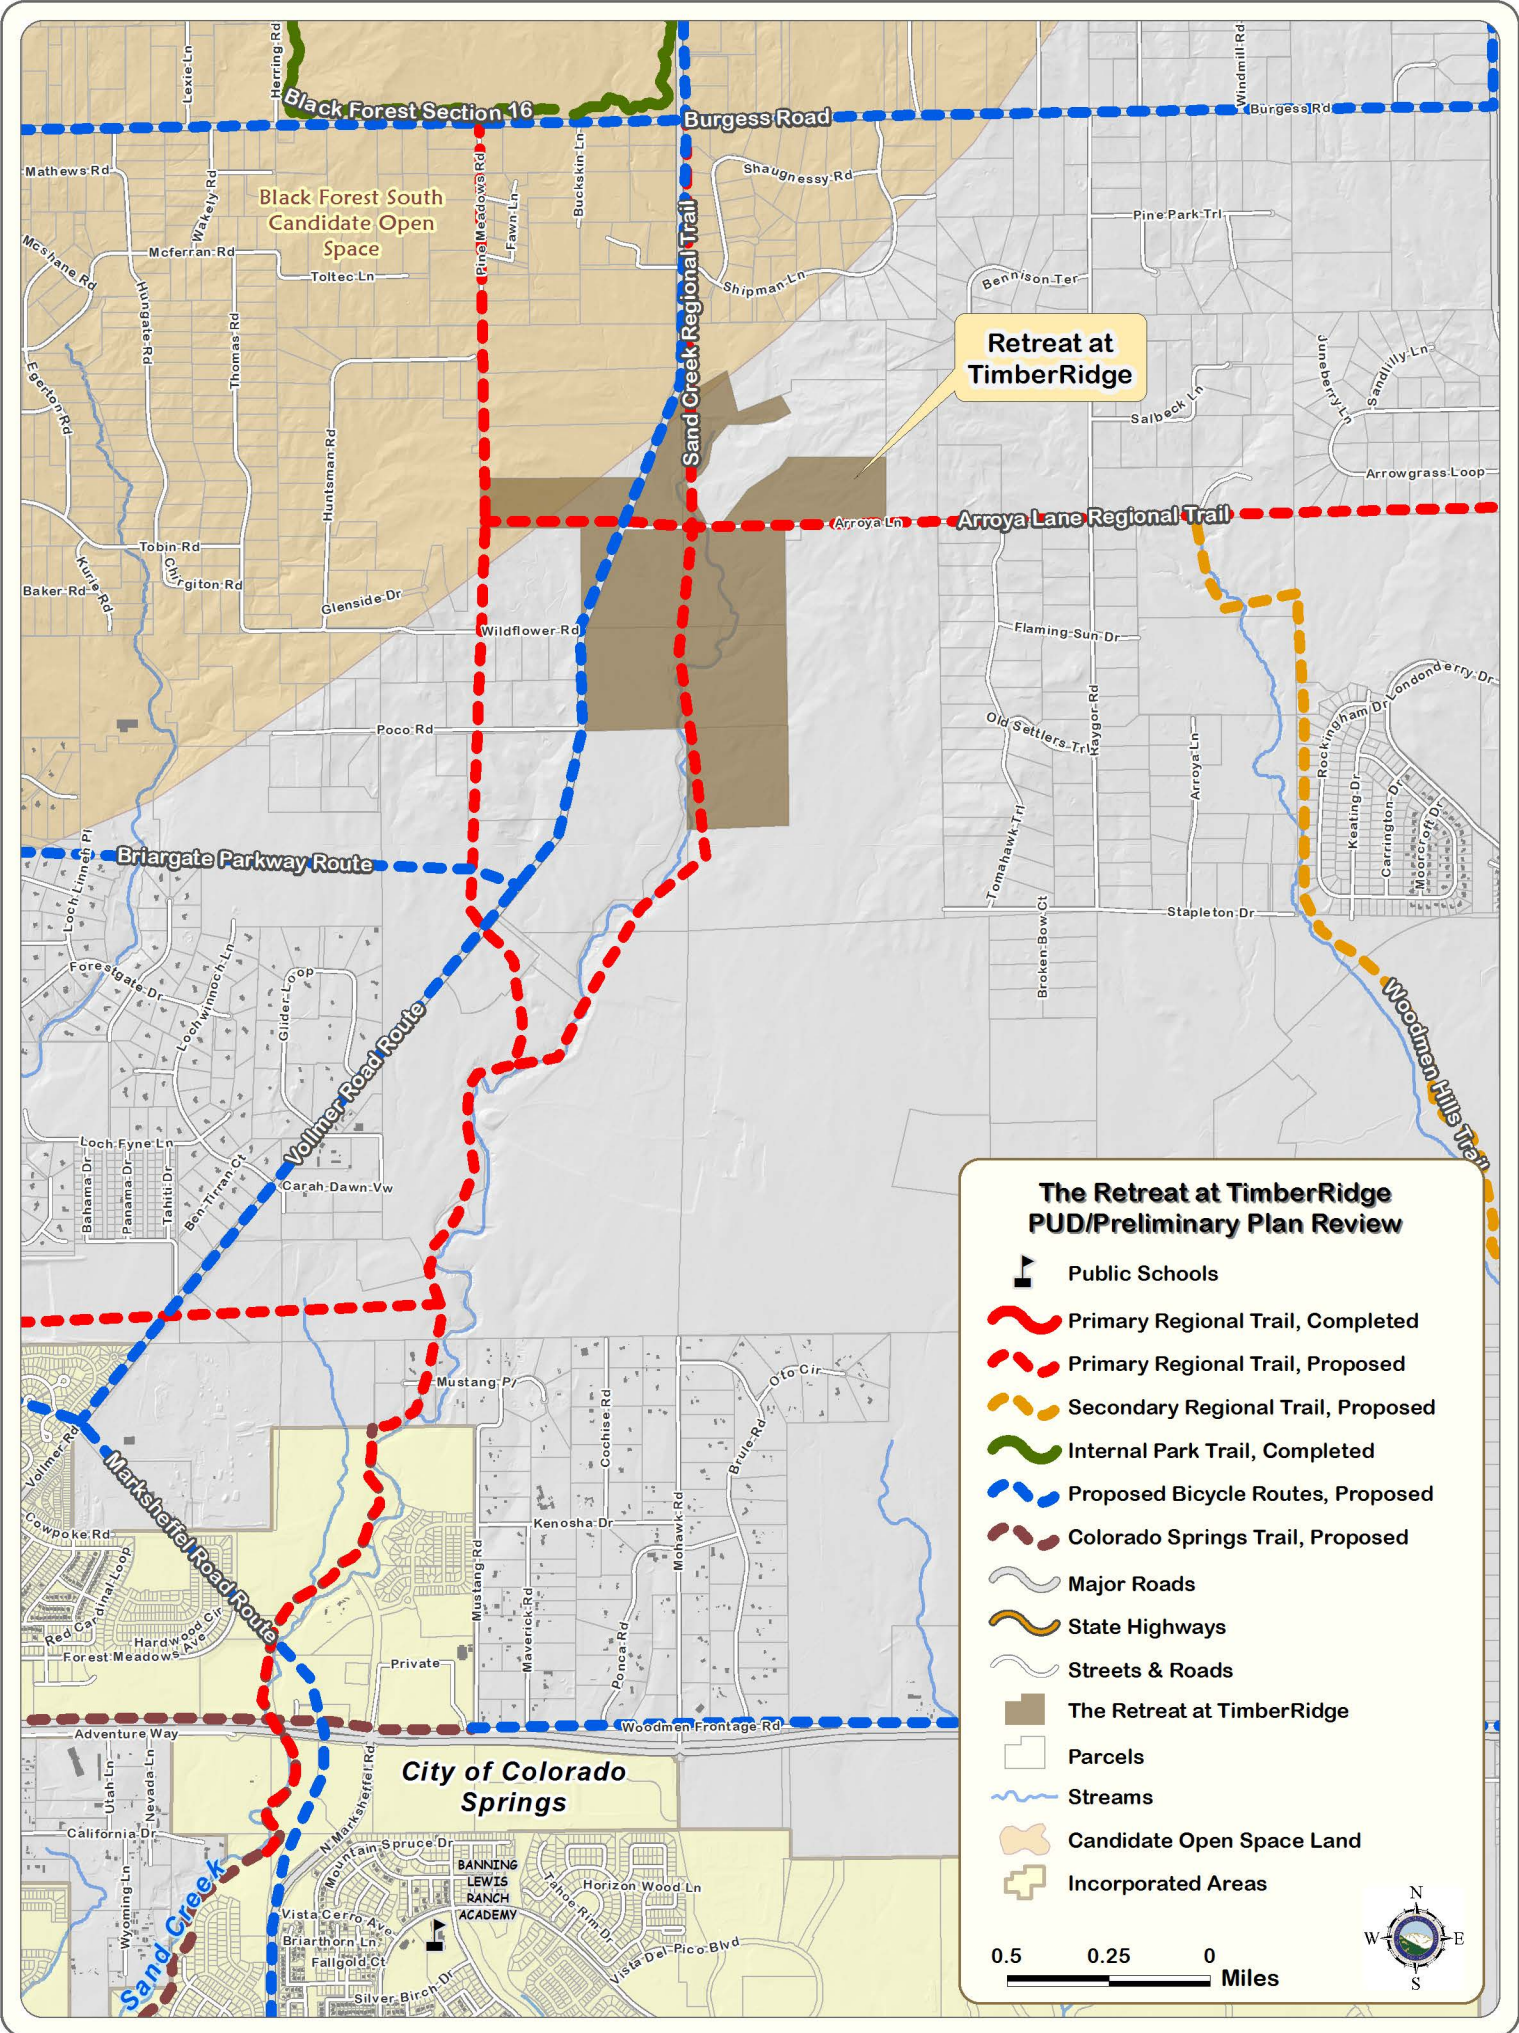 Lexie Ln
Herring Rd
Windmill Rd
Black Forest Section 16
Burgess Road
Burgess Rd
Mathews Rd
Wakely Rd
Black Forest South
Candidate Open
Space
Pine Meadows Rd
Fawn Ln
Buckskin Ln
Shaugnessy Rd
Pine Park Trl
Mcshane Rd
Mcferran Rd
Toltec Ln
Shipman Ln
Bennison Ter
Hungate Rd
Thomas Rd
Sand Creek Regional Trail
Retreat at
TimberRidge
Juneberry Ln
Sandlilly Ln
Egerton Rd
Huntsman Rd
Salbeck Ln
Arrowgrass Loop
Arroya Ln
Arroya Lane Regional Trail
Tobin Rd
Kurie Rd
Chirgiton Rd
Baker Rd
Glenside Dr
Wildflower Rd
Flaming Sun Dr
Raygor Rd
Londonderry Dr
Rockingham Dr
Poco Rd
Old Settlers Trl
Arroya Ln
Keating Dr
Carrington Dr
Moorcroft Dr
Tomahawk Trl
Loch Linneh Pl
Briargate Parkway Route
Stapleton Dr
Broken Bow Ct
Forestgate Dr
Lochwinnoch Ln
Glider Loop
Vollmer Road Route
Woodmen Hills Trail
Loch Fyne Ln
Bahama Dr
Panama Dr
Tahiti Dr
Ben Tirran Ct
Carah Dawn Vw
The Retreat at TimberRidge
PUD/Preliminary Plan Review
Public Schools
Primary Regional Trail, Completed
Primary Regional Trail, Proposed
Secondary Regional Trail, Proposed
Internal Park Trail, Completed
Proposed Bicycle Routes, Proposed
Colorado Springs Trail, Proposed
Major Roads
State Highways
Streets & Roads
The Retreat at TimberRidge
Parcels
Streams
Candidate Open Space Land
Incorporated Areas
N
W
E
S
0.5
0.25
0
Miles
Mustang Pl
Oto Cir
Cochise Rd
Brule Rd
Vollmer Rd
Marksheffel Road Route
Cowpoke Rd
Kenosha Dr
Mohawk Rd
Mustang Rd
Red Cardinal Loop
Hardwood Cir
Forest Meadows Ave
Maverick Rd
Ponca Rd
Private
Adventure Way
Woodmen Frontage Rd
City of Colorado
Springs
Utah Ln
Nevada Ln
N Marksheffel Rd
California Dr
Mountain Spruce Dr
BANNING
LEWIS
RANCH
ACADEMY
Wyoming Ln
Sand Creek
Tahoe Rim Dr
Horizon Wood Ln
Vista Cerro Ave
Briarthorn Ln
Fallgold Ct
Vista Del Pico Blvd
Silver Birch Dr